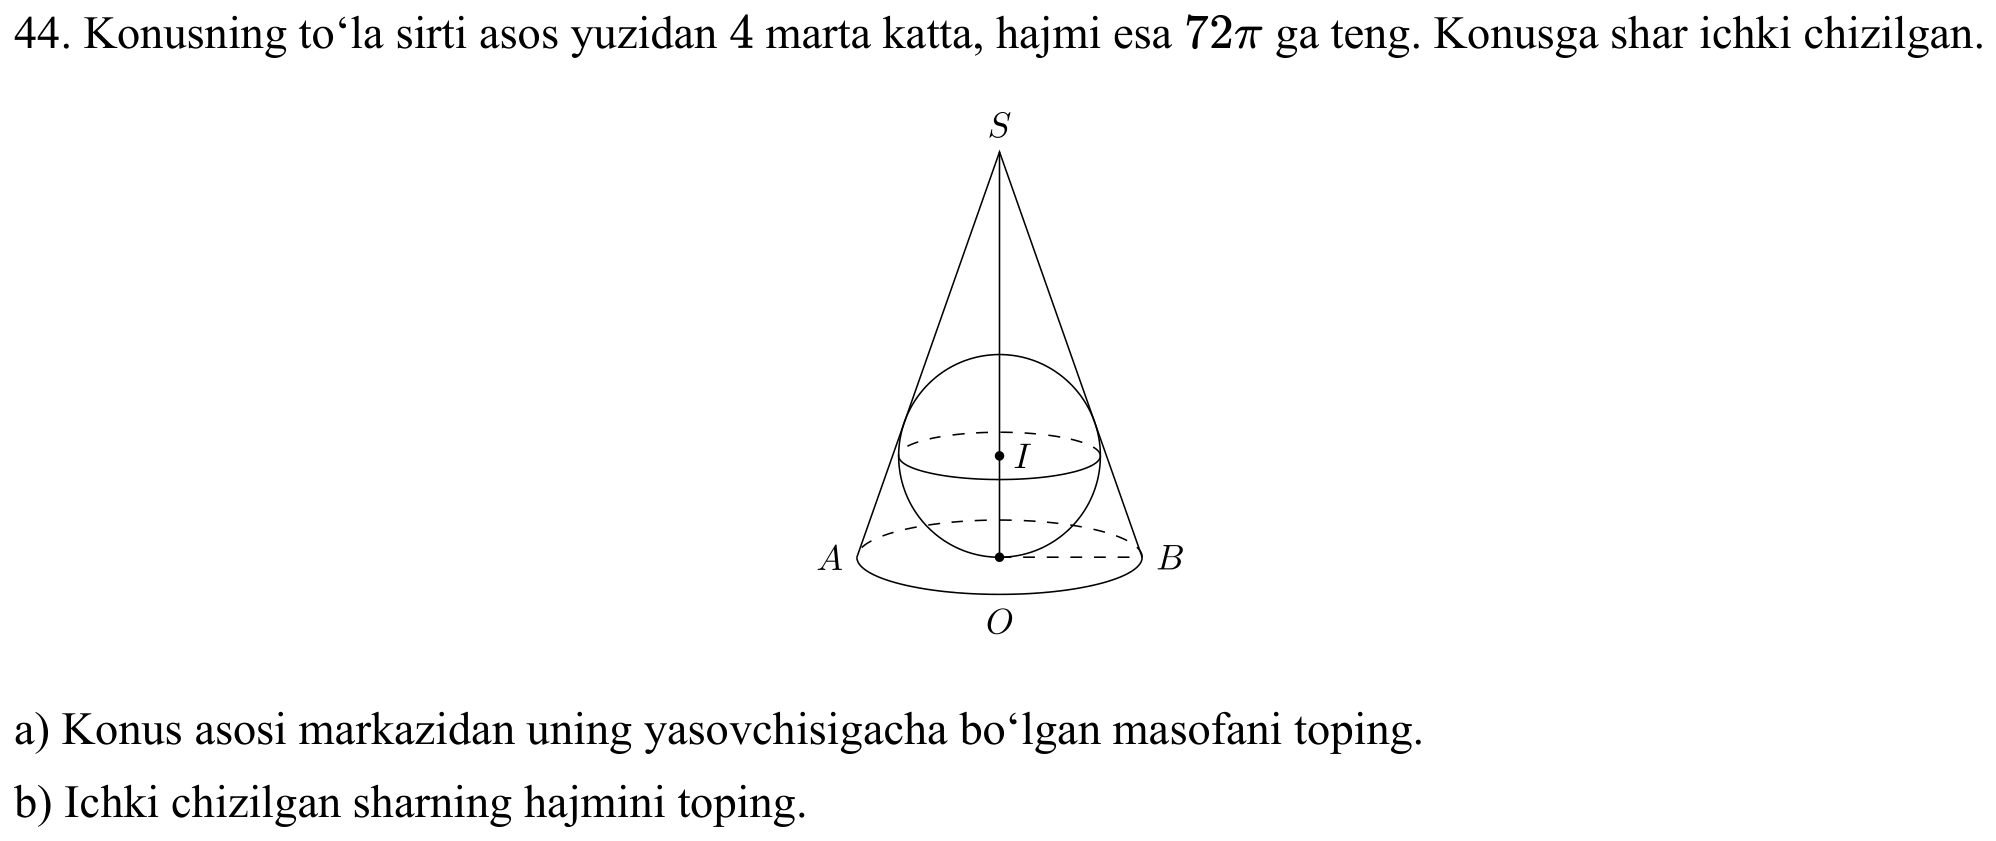 44. Konusning to‘la sirti asos yuzidan 4 marta katta, hajmi esa 72π ga teng. Konusga shar ichki chizilgan.
S
I
A
B
O
a) Konus asosi markazidan uning yasovchisigacha bo‘lgan masofani toping.
b) Ichki chizilgan sharning hajmini toping.